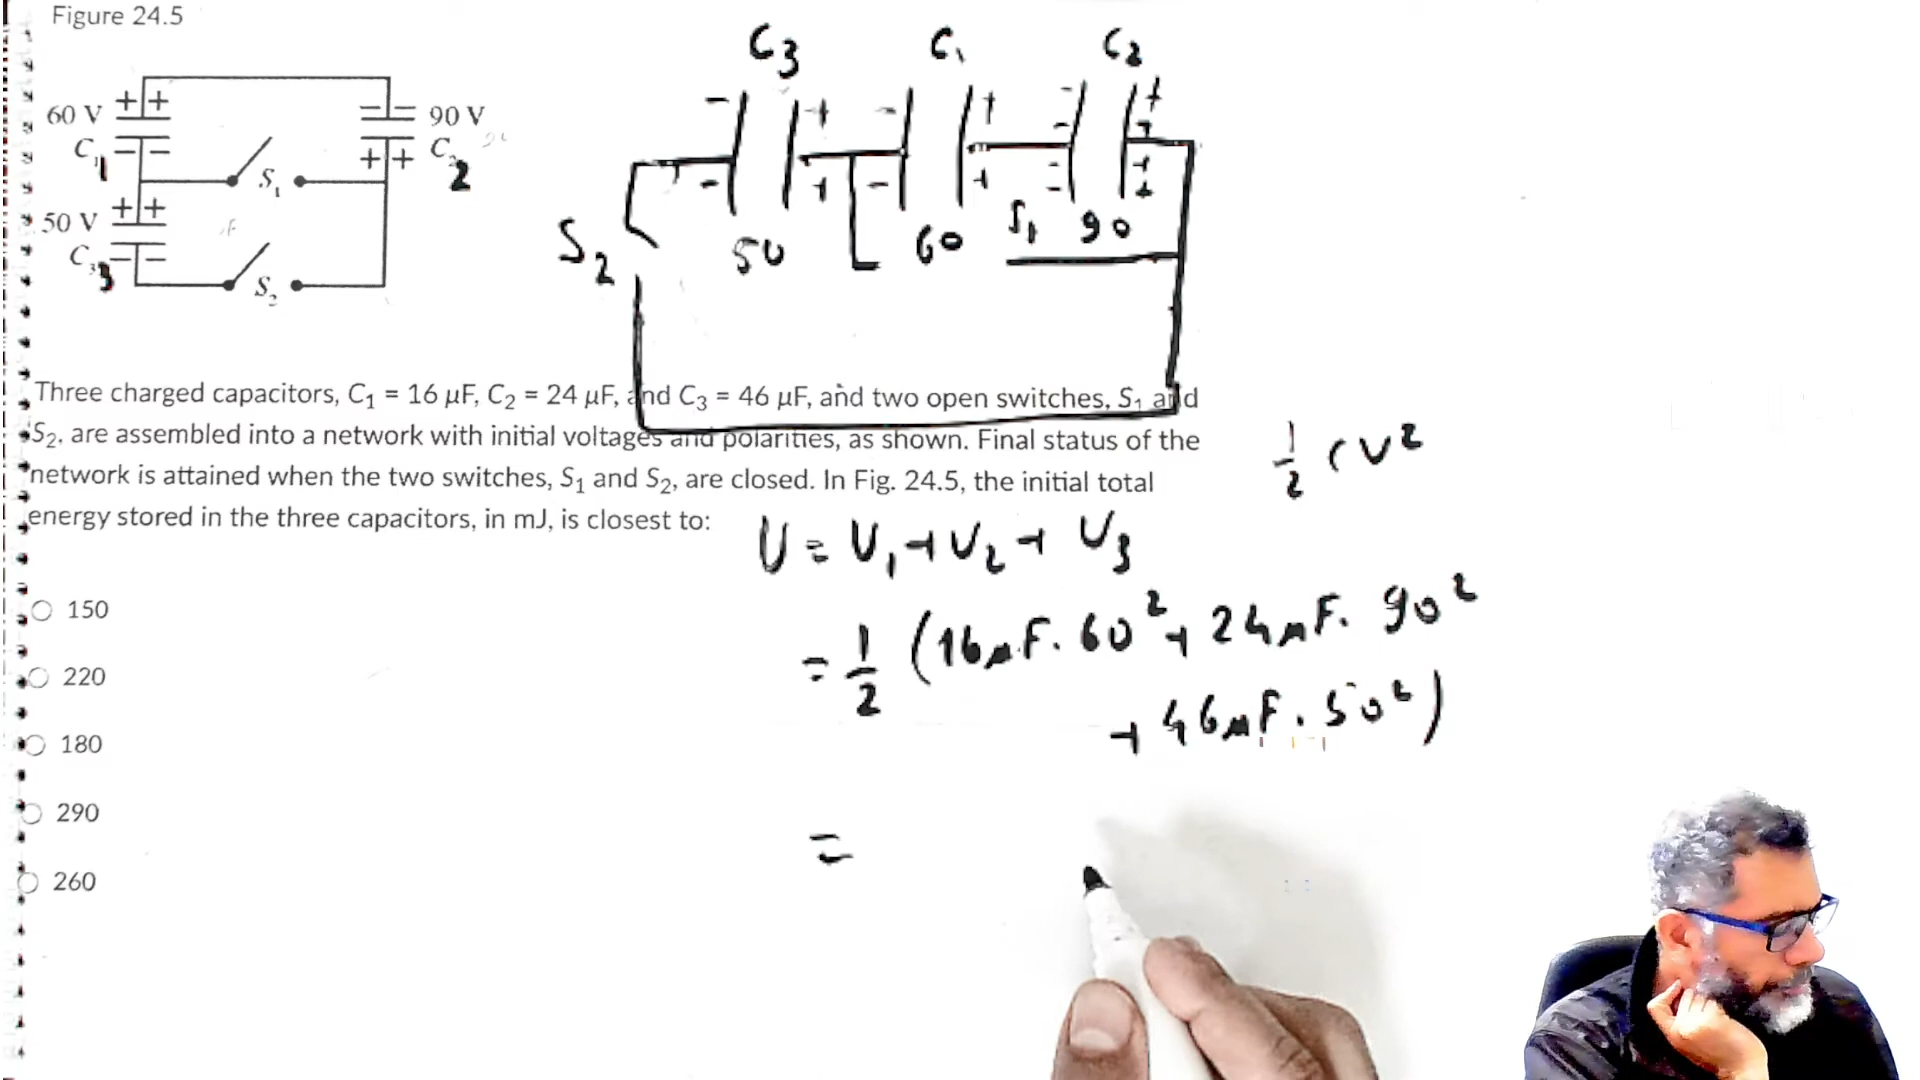 Figure 24.5
60 V
C1
S1
90 V
C2
50 V
C3
S2
C3 C1 C2
50 60 90
S1
S2
Three charged capacitors, C1 = 16 μF, C2 = 24 μF, and C3 = 46 μF, and two open switches, S1 and
S2, are assembled into a network with initial voltages and polarities, as shown. Final status of the
network is attained when the two switches, S1 and S2, are closed. In Fig. 24.5, the initial total
energy stored in the three capacitors, in mJ, is closest to:
150
220
180
290
260
1/2 CV²
U = U1 + U2 + U3
= 1/2 (16μF. 60² + 24μF. 90²
+ 46μF. 50²)
=